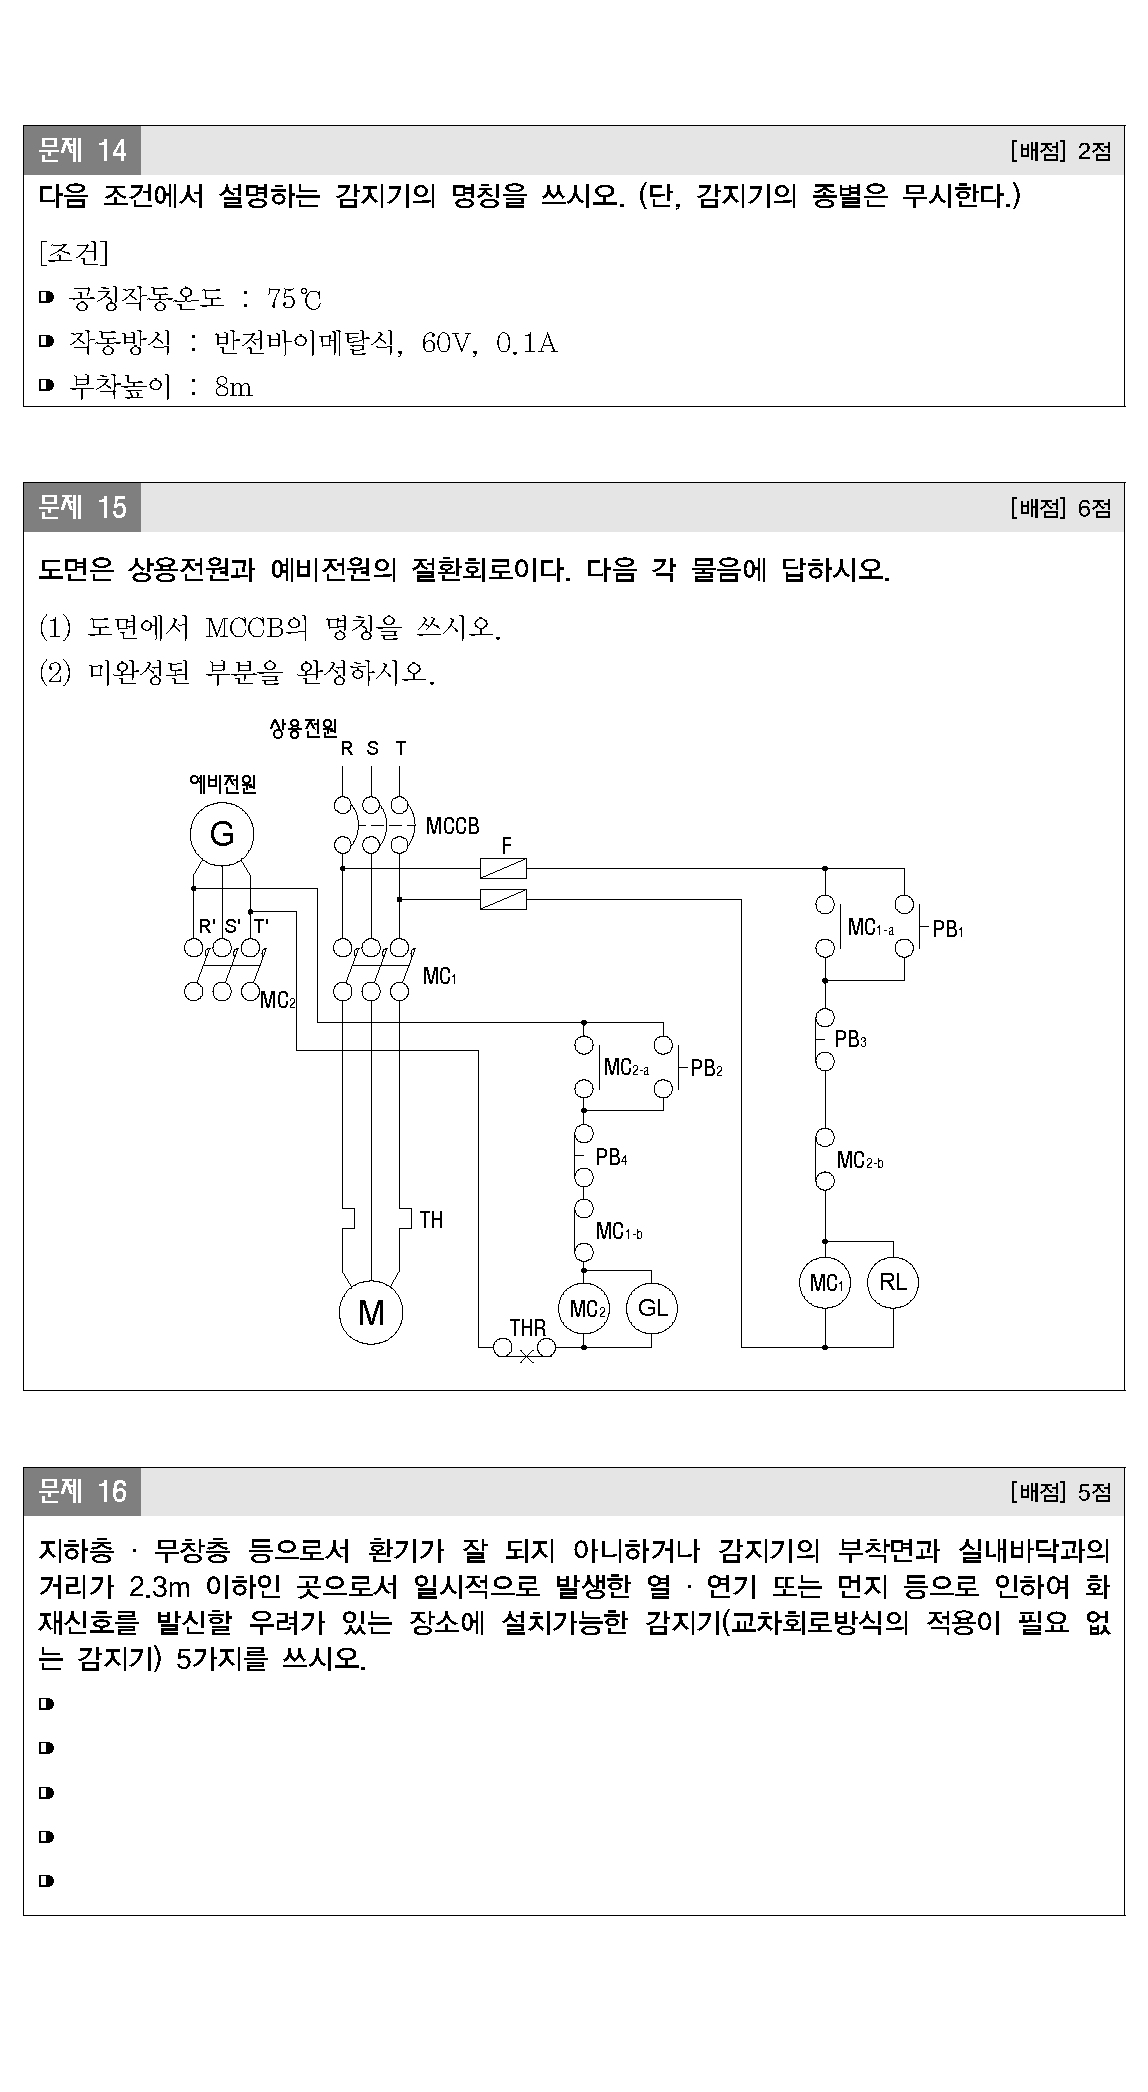 문제 14
[배점] 2점
다음 조건에서 설명하는 감지기의 명칭을 쓰시오. (단, 감지기의 종별은 무시한다.)
[조건]
공칭작동온도 : 75℃
작동방식 : 반전바이메탈식, 60V, 0.1A
부착높이 : 8m
문제 15
[배점] 6점
도면은 상용전원과 예비전원의 절환회로이다. 다음 각 물음에 답하시오.
(1) 도면에서 MCCB의 명칭을 쓰시오.
(2) 미완성된 부분을 완성하시오.
상용전원
R S T
예비전원
G
MCCB
F
R' S' T'
MC1-a
PB1
MC1
MC2
PB3
MC2-a
PB2
PB4
MC2-b
TH
MC1-b
MC1
RL
MC2
GL
M
THR
문제 16
[배점] 5점
지하층 · 무창층 등으로서 환기가 잘 되지 아니하거나 감지기의 부착면과 실내바닥과의
거리가 2.3m 이하인 곳으로서 일시적으로 발생한 열 · 연기 또는 먼지 등으로 인하여 화
재신호를 발신할 우려가 있는 장소에 설치가능한 감지기(교차회로방식의 적용이 필요 없
는 감지기) 5가지를 쓰시오.